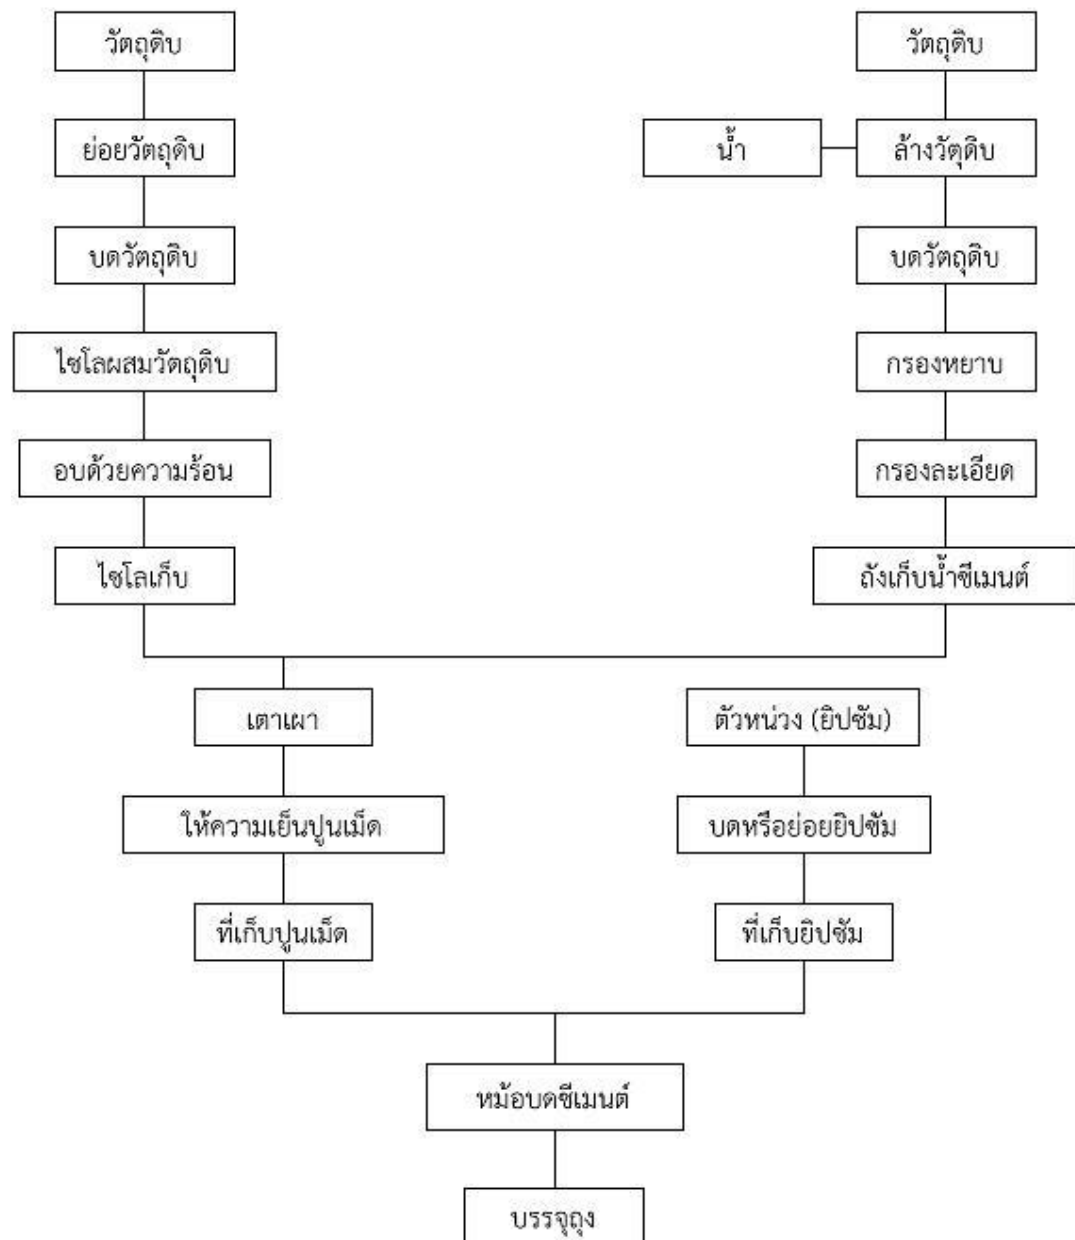 วัตถุดิบ
วัตถุดิบ
ย่อยวัตถุดิบ
น้ำ
ล้างวัตุดิบ
บดวัตถุดิบ
บดวัตถุดิบ
ไซโลผสมวัตถุดิบ
กรองหยาบ
อบด้วยความร้อน
กรองละเอียด
ไซโลเก็บ
ถังเก็บน้ำซีเมนต์
เตาเผา
ตัวหน่วง (ยิปซัม)
ให้ความเย็นปูนเม็ด
บดหรือย่อยยิปซัม
ที่เก็บปูนเม็ด
ที่เก็บยิปซัม
หม้อบดซีเมนต์
บรรจุถุง